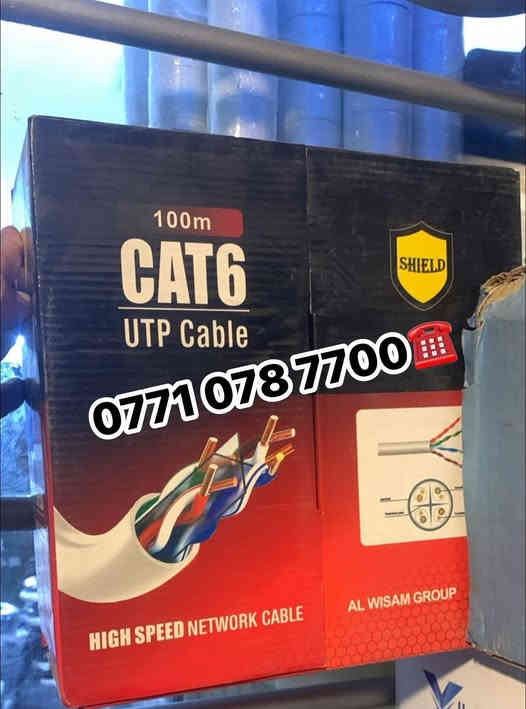 100m
CAT6
UTP Cable
SHIELD
0771 078 7700
HIGH SPEED NETWORK CABLE
AL WISAM GROUP